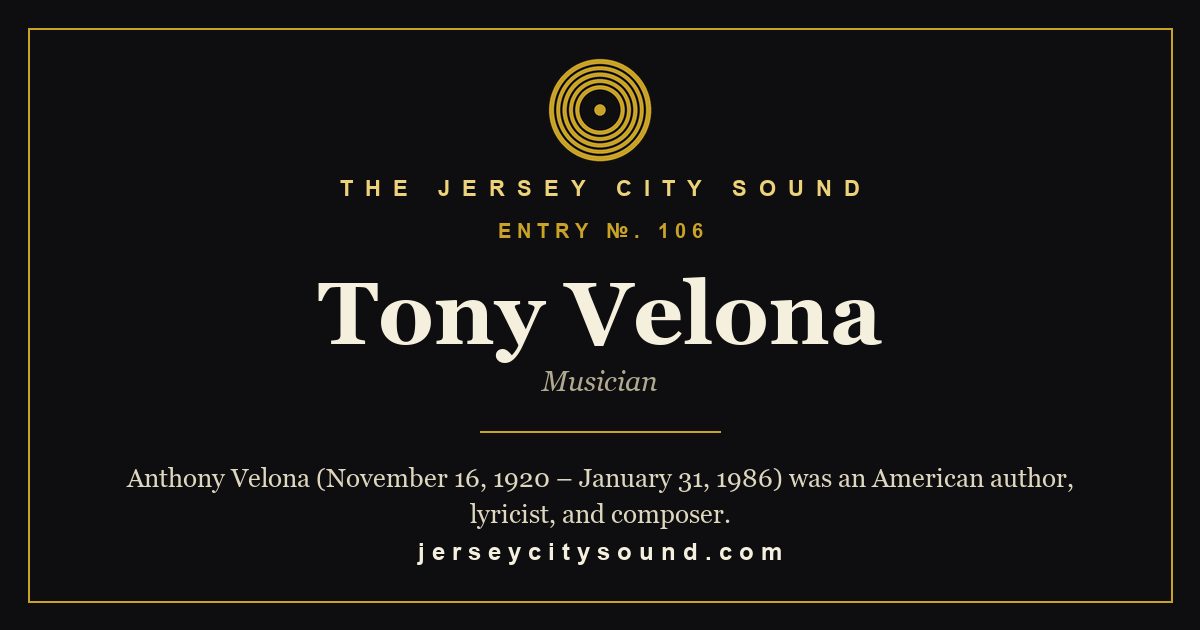 THE JERSEY CITY SOUND
ENTRY №. 106
Tony Velona
Musician
Anthony Velona (November 16, 1920 – January 31, 1986) was an American author,
lyricist, and composer.
jerseycitysound.com